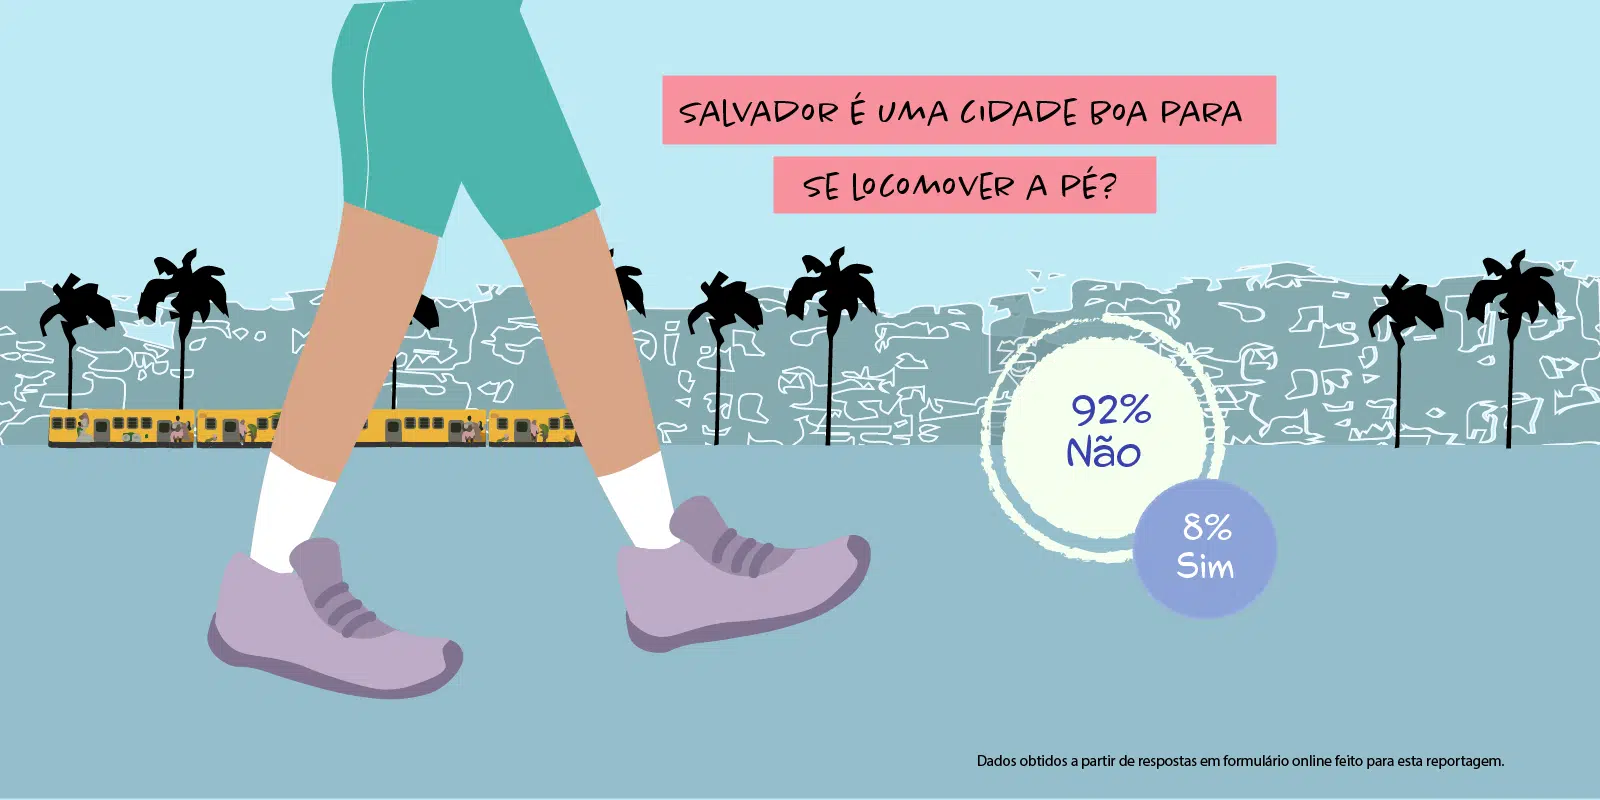 SALVADOR É UMA CIDADE BOA PARA
SE LOCOMOVER A PÉ?
92%
Não
8%
Sim
Dados obtidos a partir de respostas em formulário online feito para esta reportagem.